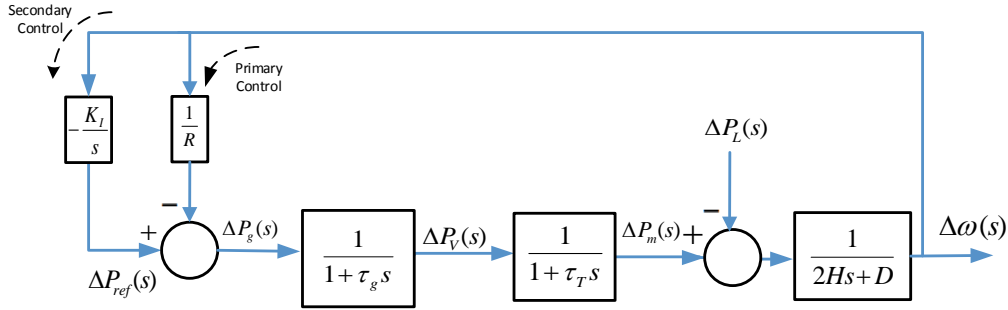 Secondary
Control
Primary
Control
-K_I/s
1/R
ΔP_L(s)
−
−
+
ΔP_g(s)
ΔP_V(s)
ΔP_m(s)
+
Δω(s)
ΔP_ref(s)
1/(1+τ_g s)
1/(1+τ_T s)
1/(2Hs+D)